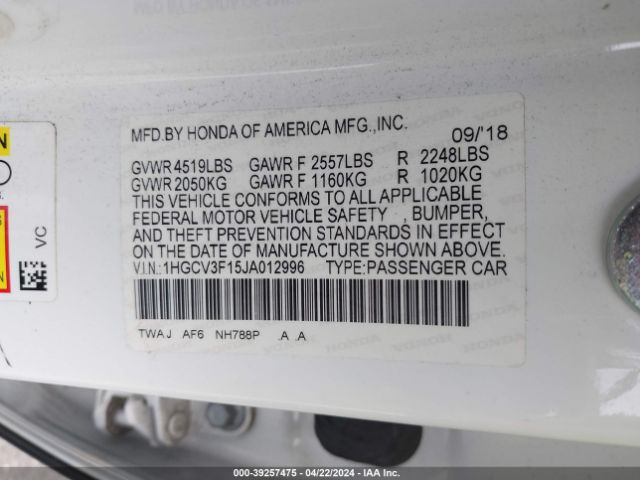 MFD.BY HONDA OF AMERICA MFG.,INC. 09/'18
GVWR 4519LBS GAWR F 2557LBS R 2248LBS
GVWR 2050KG GAWR F 1160KG R 1020KG
THIS VEHICLE CONFORMS TO ALL APPLICABLE
FEDERAL MOTOR VEHICLE SAFETY , BUMPER,
AND THEFT PREVENTION STANDARDS IN EFFECT
ON THE DATE OF MANUFACTURE SHOWN ABOVE.
V.I.N.:1HGCV3F15JA012996 TYPE:PASSENGER CAR
TWAJ AF6 NH788P .A .A
VC
000-39257475 - 04/22/2024 - IAA Inc.